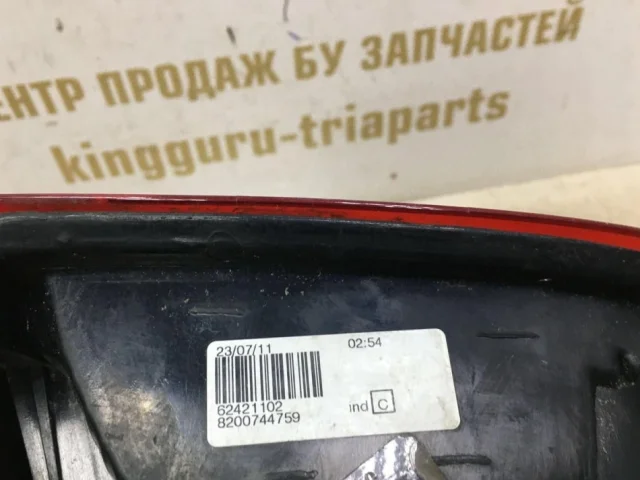 ЕНТР ПРОДАЖ БУ ЗАПЧАСТЕЙ
kingguru-triaparts
23/07/11 02:54
62421102
ind C
8200744759